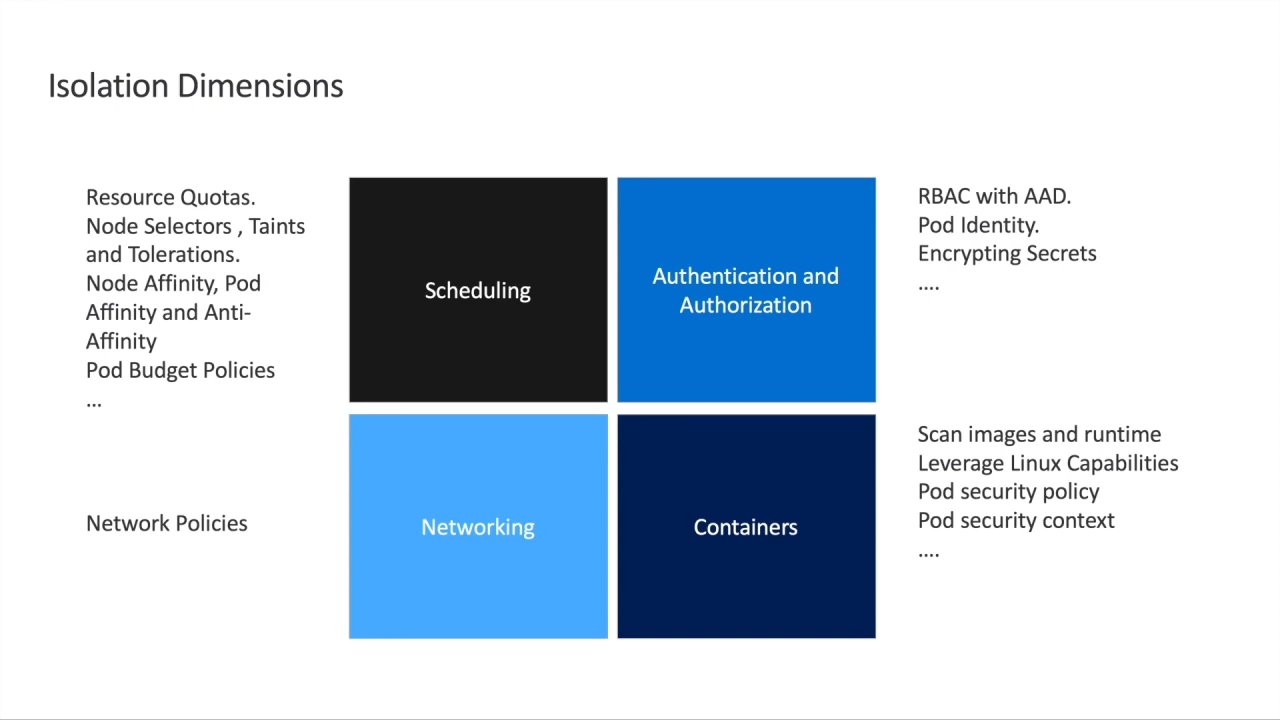 Isolation Dimensions
Resource Quotas.
Node Selectors , Taints
and Tolerations.
Node Affinity, Pod
Affinity and Anti-
Affinity
Pod Budget Policies
...
Scheduling
Authentication and
Authorization
RBAC with AAD.
Pod Identity.
Encrypting Secrets
....
Network Policies
Networking
Containers
Scan images and runtime
Leverage Linux Capabilities
Pod security policy
Pod security context
....